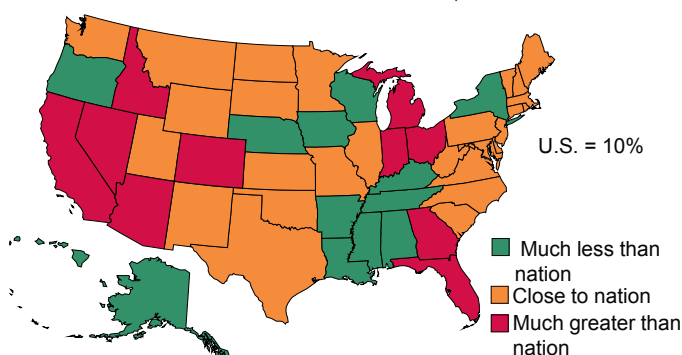 U.S. = 10%
Much less than
nation
Close to nation
Much greater than
nation